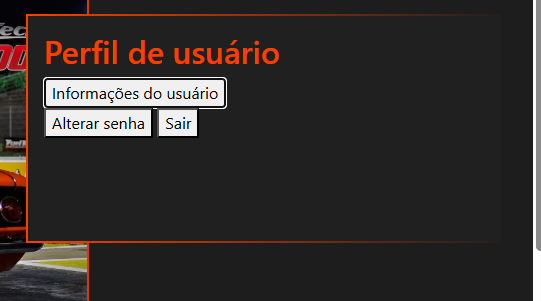 Perfil de usuário
Informações do usuário
Alterar senha Sair